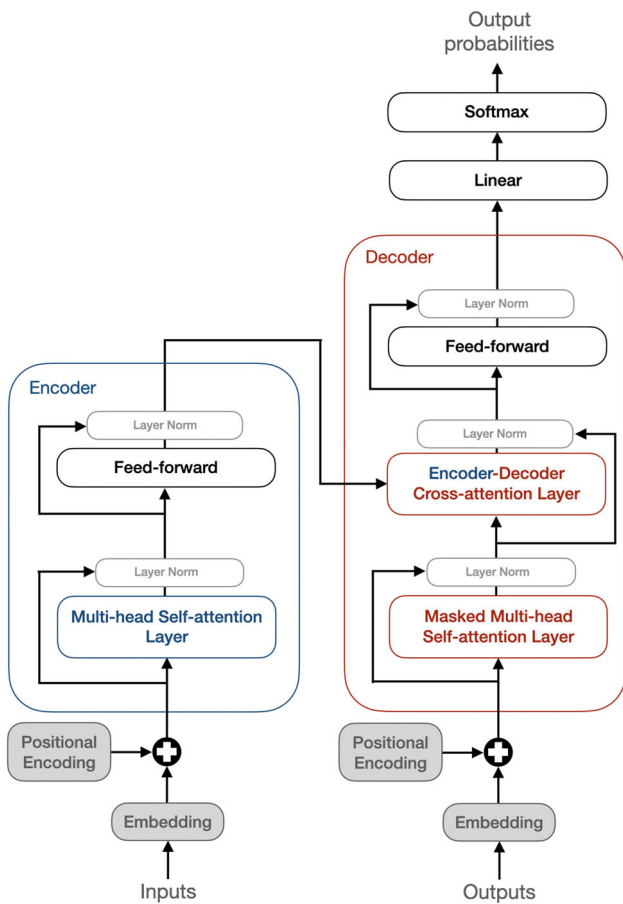 Output
probabilities
Softmax
Linear
Decoder
Layer Norm
Feed-forward
Layer Norm
Encoder-Decoder
Cross-attention Layer
Layer Norm
Masked Multi-head
Self-attention Layer
Positional
Encoding
Embedding
Outputs
Encoder
Layer Norm
Feed-forward
Layer Norm
Multi-head Self-attention
Layer
Positional
Encoding
Embedding
Inputs